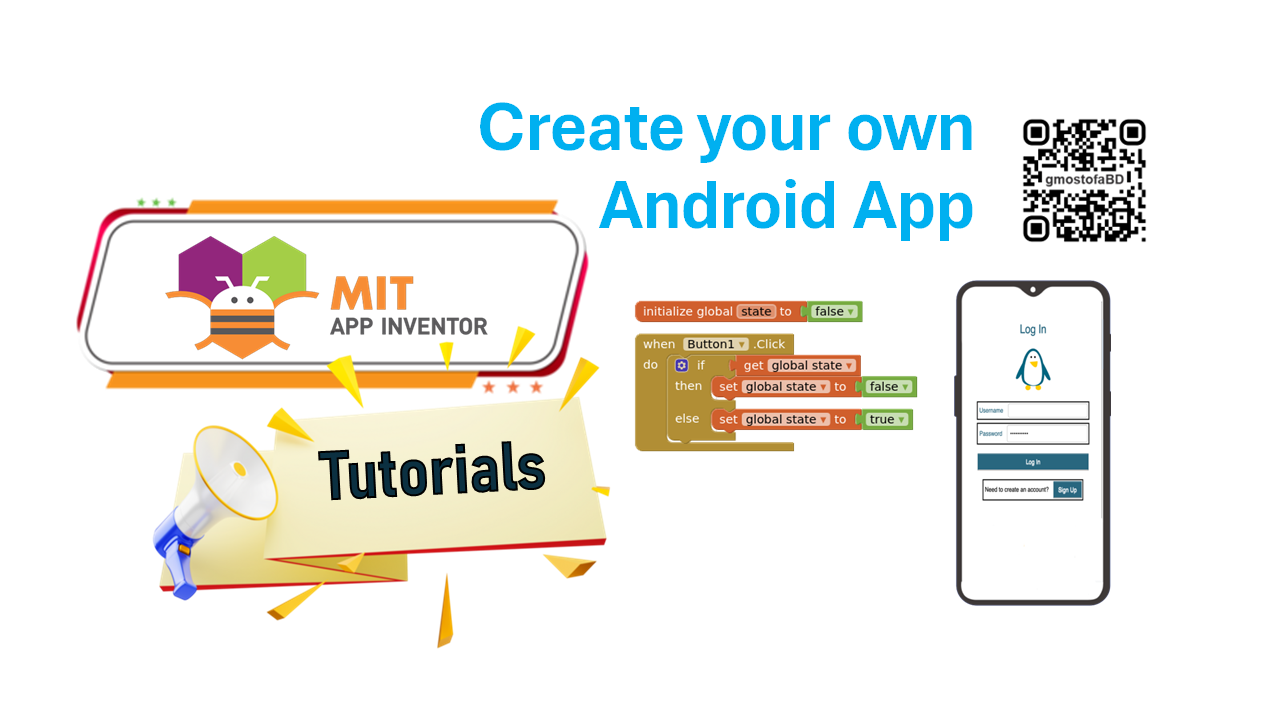 Create your own
Android App
gmostofaBD
MIT
APP INVENTOR
Tutorials
initialize global state to false
when Button1 .Click
do if get global state
then set global state to false
else set global state to true
Log In
Username
Password ••••••••••
Log In
Need to create an account? Sign Up